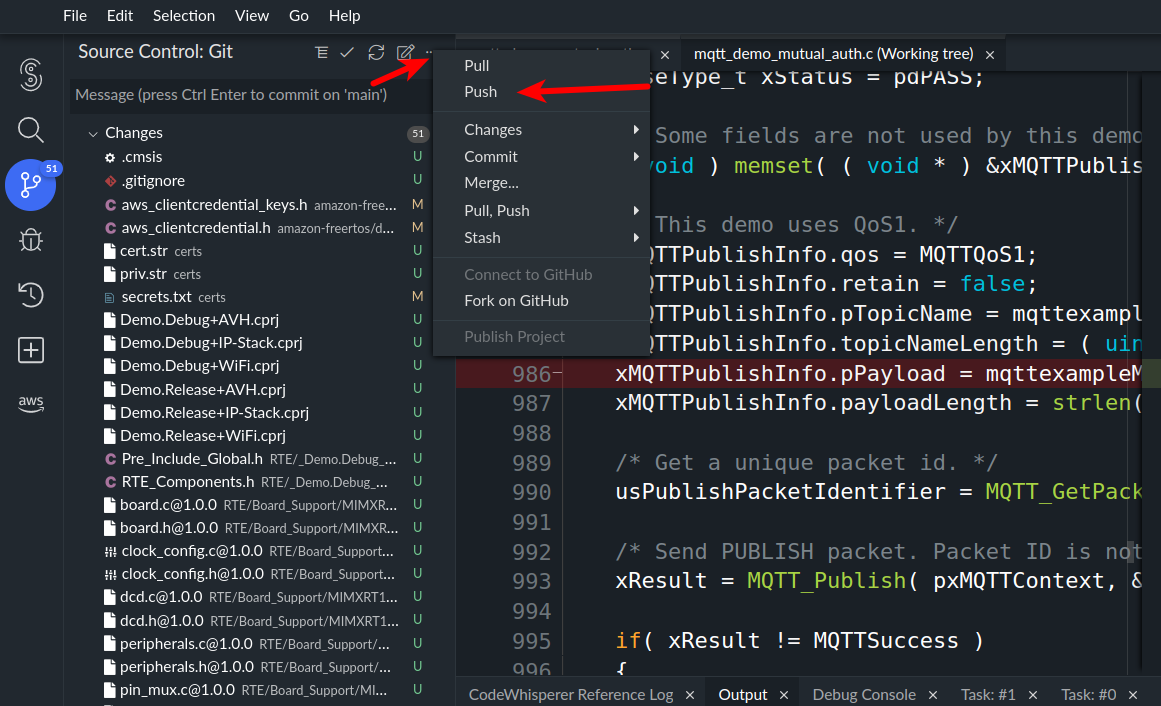 File Edit Selection View Go Help
Source Control: Git
Message (press Ctrl Enter to commit on 'main')
Changes 51
.cmsis U
.gitignore U
aws_clientcredential_keys.h amazon-free... M
aws_clientcredential.h amazon-freertos/d... M
cert.str certs U
priv.str certs U
secrets.txt certs M
Demo.Debug+AVH.cprj U
Demo.Debug+IP-Stack.cprj U
Demo.Debug+WiFi.cprj U
Demo.Release+AVH.cprj U
Demo.Release+IP-Stack.cprj U
Demo.Release+WiFi.cprj U
Pre_Include_Global.h RTE/_Demo.Debug_... U
RTE_Components.h RTE/_Demo.Debug_... U
board.c@1.0.0 RTE/Board_Support/MIMXR... U
board.h@1.0.0 RTE/Board_Support/MIMXR... U
clock_config.c@1.0.0 RTE/Board_Support... U
clock_config.h@1.0.0 RTE/Board_Support... U
dcd.c@1.0.0 RTE/Board_Support/MIMXRT1... U
dcd.h@1.0.0 RTE/Board_Support/MIMXRT1... U
peripherals.c@1.0.0 RTE/Board_Support/... U
peripherals.h@1.0.0 RTE/Board_Support/... U
pin_mux.c@1.0.0 RTE/Board_Support/MI... U
51
aws
Pull
Push
Changes
Commit
Merge...
Pull, Push
Stash
Connect to GitHub
Fork on GitHub
Publish Project
mqtt_demo_mutual_auth.c (Working tree)
seType_t xStatus = pdPASS;
Some fields are not used by this demo
void ) memset( ( void * ) &xMQTTPublis
This demo uses QoS1. */
QTTPublishInfo.qos = MQTTQoS1;
QTTPublishInfo.retain = false;
QTTPublishInfo.pTopicName = mqttexampl
QTTPublishInfo.topicNameLength = ( uin
986 xMQTTPublishInfo.pPayload = mqttexampleM
987 xMQTTPublishInfo.payloadLength = strlen(
988
989 /* Get a unique packet id. */
990 usPublishPacketIdentifier = MQTT_GetPack
991
992 /* Send PUBLISH packet. Packet ID is not
993 xResult = MQTT_Publish( pxMQTTContext, &
994
995 if( xResult != MQTTSuccess )
996 {
CodeWhisperer Reference Log Output Debug Console Task: #1 Task: #0